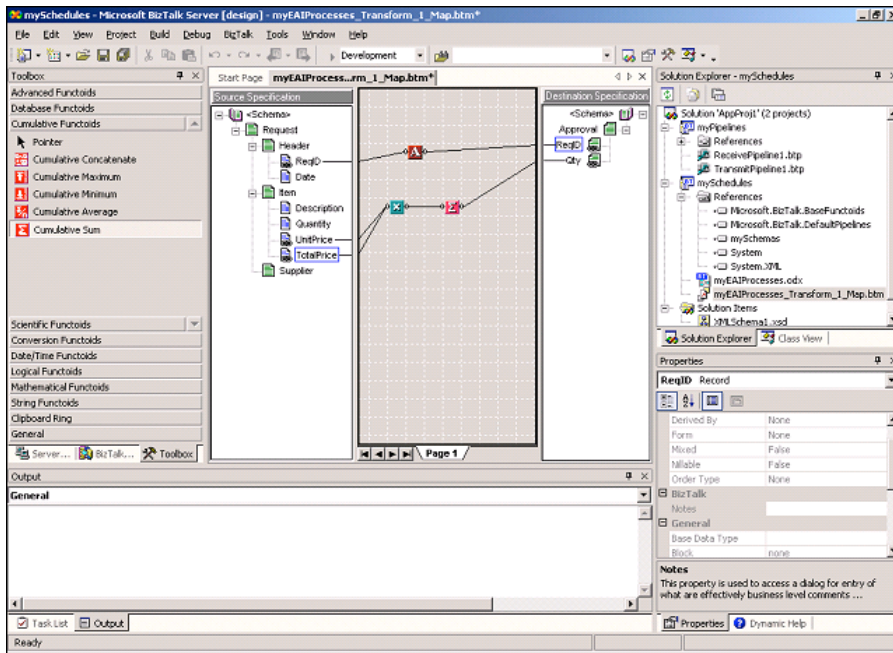 mySchedules - Microsoft BizTalk Server [design] - myEAIProcesses_Transform_1_Map.btm*
File Edit View Project Build Debug BizTalk Tools Window Help
Development
Toolbox
Advanced Functoids
Database Functoids
Cumulative Functoids
Pointer
Cumulative Concatenate
Cumulative Maximum
Cumulative Minimum
Cumulative Average
Cumulative Sum
Scientific Functoids
Conversion Functoids
Date/Time Functoids
Logical Functoids
Mathematical Functoids
String Functoids
Clipboard Ring
General
Server... BizTalk... Toolbox
Start Page myEAIProcess...rm_1_Map.btm*
Source Specification
<Schema>
Request
Header
ReqID
Date
Item
Description
Quantity
UnitPrice
TotalPrice
Supplier
A
Σ
Page 1
Destination Specification
<Schema>
Approval
ReqID
Qty
Solution Explorer - mySchedules
Solution 'AppProj1' (2 projects)
myPipelines
References
ReceivePipeline1.btp
TransmitPipeline1.btp
mySchedules
References
Microsoft.BizTalk.BaseFunctoids
Microsoft.BizTalk.DefaultPipelines
mySchemas
System
System.XML
myEAIProcesses.odx
myEAIProcesses_Transform_1_Map.btm
Solution Items
XMLSchema1.xsd
Solution Explorer Class View
Properties
ReqID Record
Derived By None
Form None
Mixed False
Nillable False
Order Type None
BizTalk
Notes
General
Base Data Type
Block none
Notes
This property is used to access a dialog for entry of
what are effectively business level comments ...
Properties Dynamic Help
Output
General
Task List Output
Ready